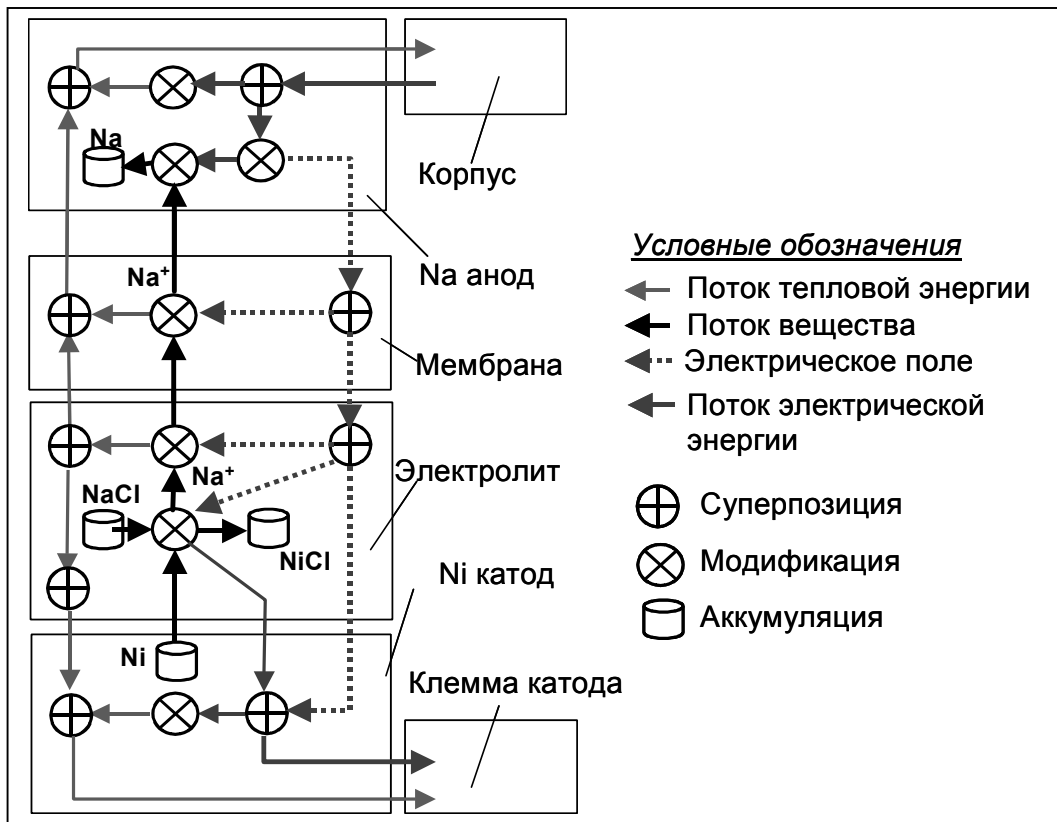 Корпус
Na
Na анод
Na⁺
Мембрана
Электролит
Na⁺
NaCl
NiCl
Ni катод
Ni
Клемма катода
Условные обозначения
Поток тепловой энергии
Поток вещества
Электрическое поле
Поток электрической
энергии
Суперпозиция
Модификация
Аккумуляция